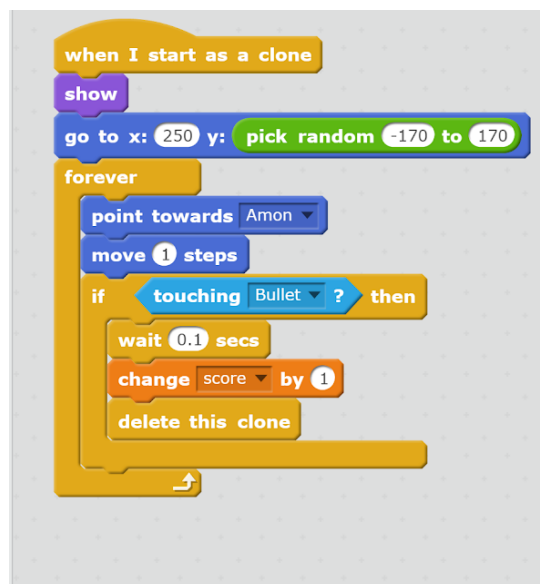 when I start as a clone
show
go to x: 250 y: pick random -170 to 170
forever
point towards Amon
move 1 steps
if touching Bullet ? then
wait 0.1 secs
change score by 1
delete this clone